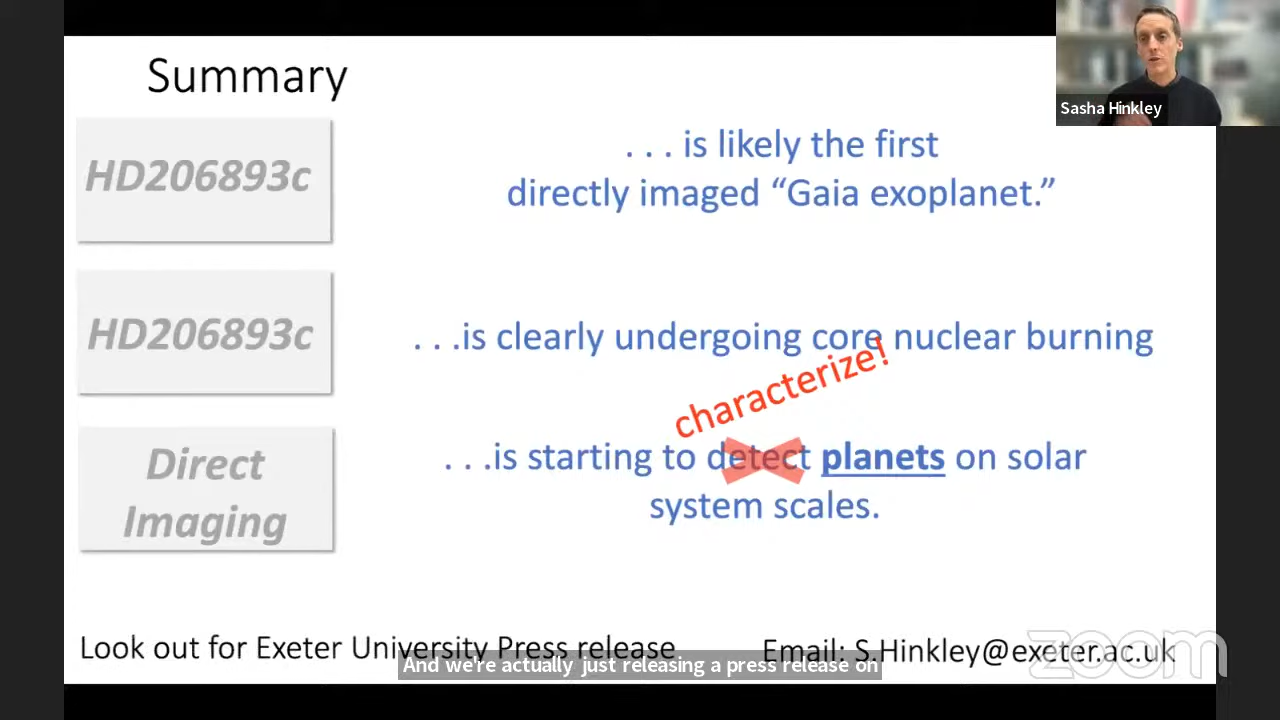 Summary
Sasha Hinkley
HD206893c
. . . is likely the first
directly imaged “Gaia exoplanet.”
HD206893c
. . .is clearly undergoing core nuclear burning
characterize!
Direct
Imaging
. . .is starting to detect planets on solar
system scales.
Look out for Exeter University Press release
Email: S.Hinkley@exeter.ac.uk
And we're actually just releasing a press release on
zoom